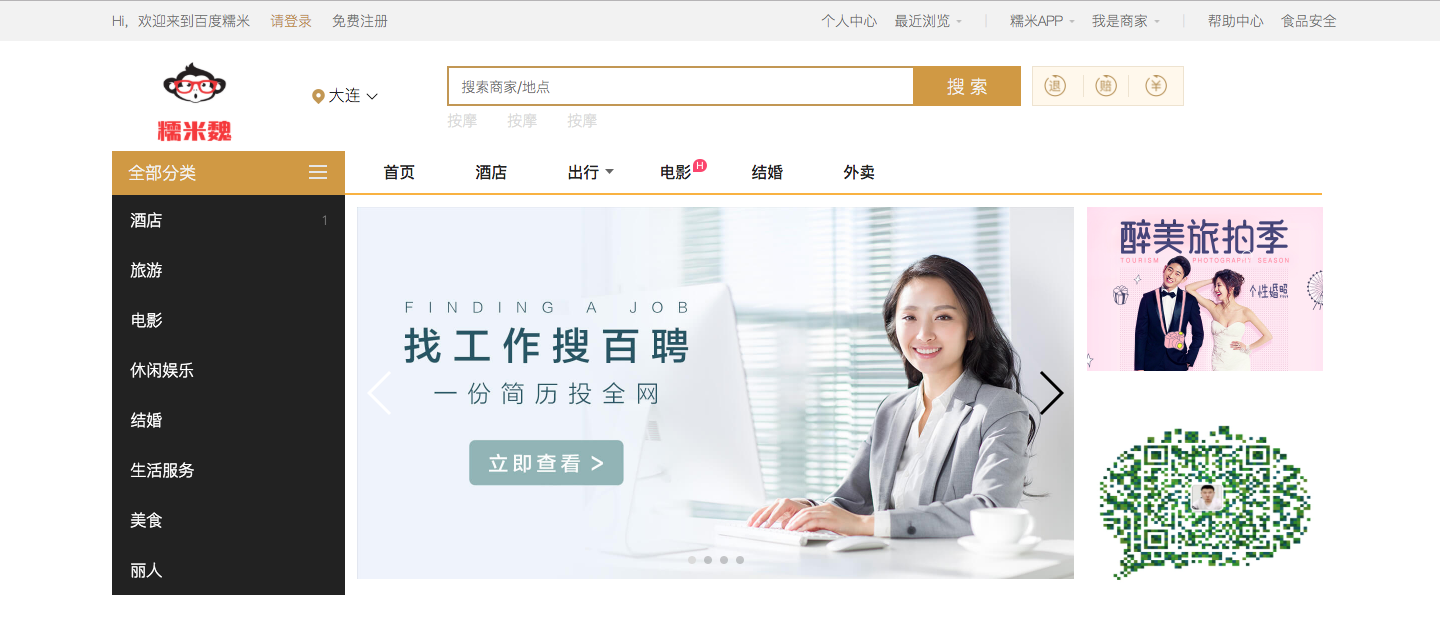 Hi，欢迎来到百度糯米 请登录 免费注册 个人中心 最近浏览 糯米APP 我是商家 帮助中心 食品安全
糯米魏
大连
搜索商家/地点
搜 索
退 赔 ¥
按摩 按摩 按摩
全部分类
首页 酒店 出行 电影 H 结婚 外卖
酒店 1
旅游
电影
休闲娱乐
结婚
生活服务
美食
丽人
FINDING A JOB
找工作搜百聘
一份简历投全网
立即查看 >
醉美旅拍季
TOURISM PHOTOGRAPHY SEASON
个性婚照